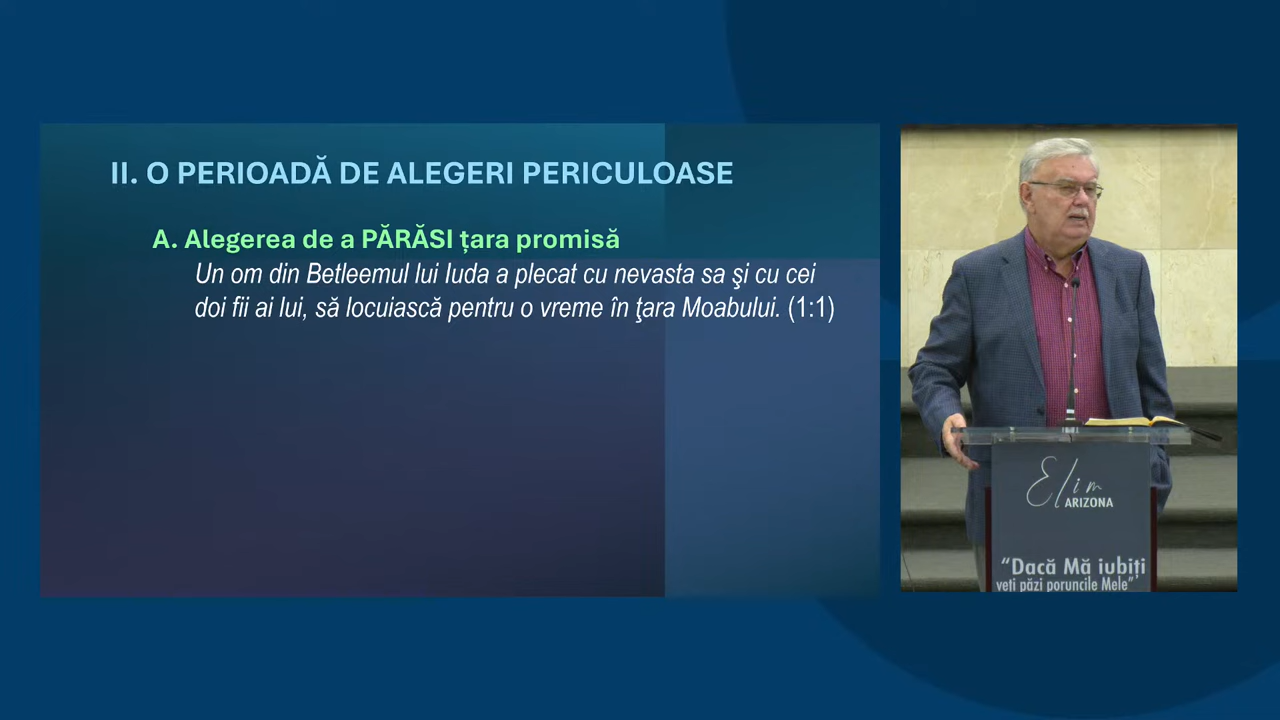 II. O PERIOADĂ DE ALEGERI PERICULOASE
A. Alegerea de a PĂRĂSI țara promisă
Un om din Betleemul lui Iuda a plecat cu nevasta sa şi cu cei
doi fii ai lui, să locuiască pentru o vreme în ţara Moabului. (1:1)
Elim
ARIZONA
“Dacă Mă iubiți
veți păzi poruncile Mele”